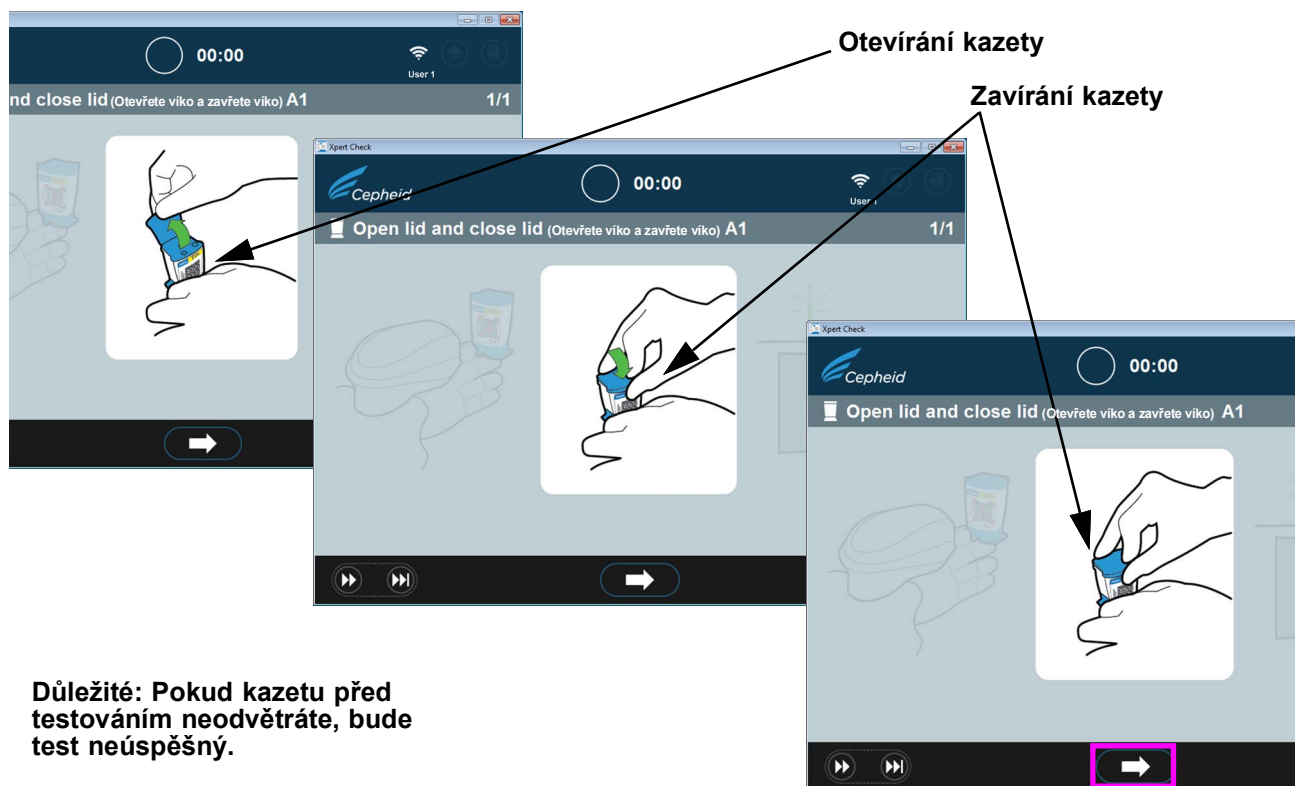 Otevírání kazety
Zavírání kazety
00:00
User 1
nd close lid (Otevřete víko a zavřete víko) A1
1/1
Xpert Check
Cepheid
00:00
User 1
Open lid and close lid (Otevřete víko a zavřete víko) A1
1/1
Xpert Check
Cepheid
00:00
Open lid and close lid (Otevřete víko a zavřete víko) A1
Důležité: Pokud kazetu před
testováním neodvětráte, bude
test neúspěšný.